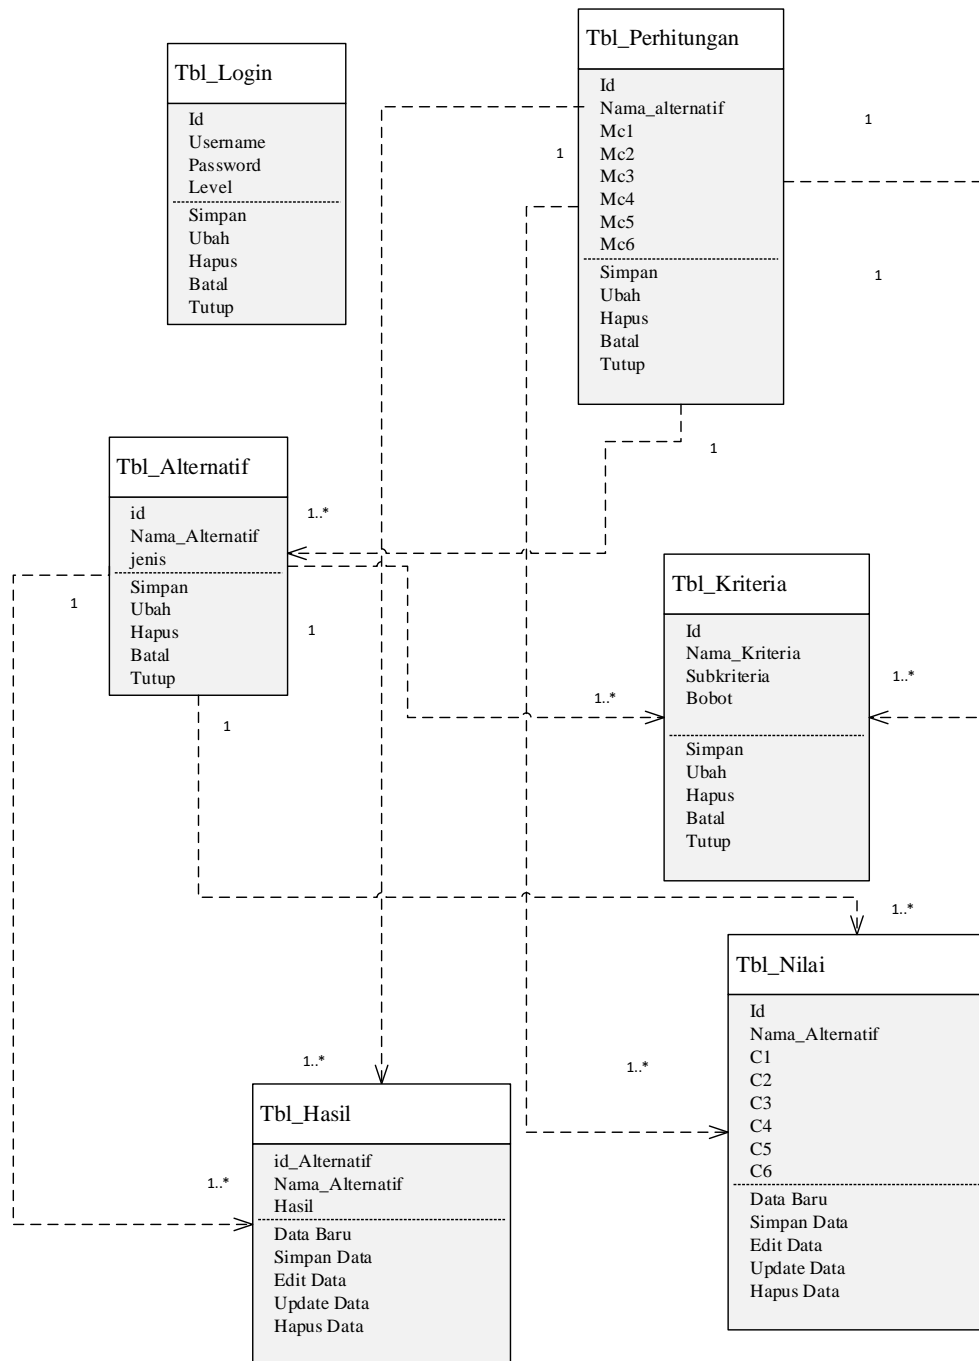 Tbl_Perhitungan
Id
Nama_alternatif
Mc1
Mc2
Mc3
Mc4
Mc5
Mc6
Simpan
Ubah
Hapus
Batal
Tutup
Tbl_Login
Id
Username
Password
Level
Simpan
Ubah
Hapus
Batal
Tutup
1
1
1
1
Tbl_Alternatif
id
Nama_Alternatif
jenis
Simpan
Ubah
Hapus
Batal
Tutup
1..*
1
1
1
Tbl_Kriteria
Id
Nama_Kriteria
Subkriteria
Bobot
Simpan
Ubah
Hapus
Batal
Tutup
1..*
1..*
1..*
Tbl_Nilai
Id
Nama_Alternatif
C1
C2
C3
C4
C5
C6
Data Baru
Simpan Data
Edit Data
Update Data
Hapus Data
1..*
1..*
1..*
Tbl_Hasil
id_Alternatif
Nama_Alternatif
Hasil
Data Baru
Simpan Data
Edit Data
Update Data
Hapus Data